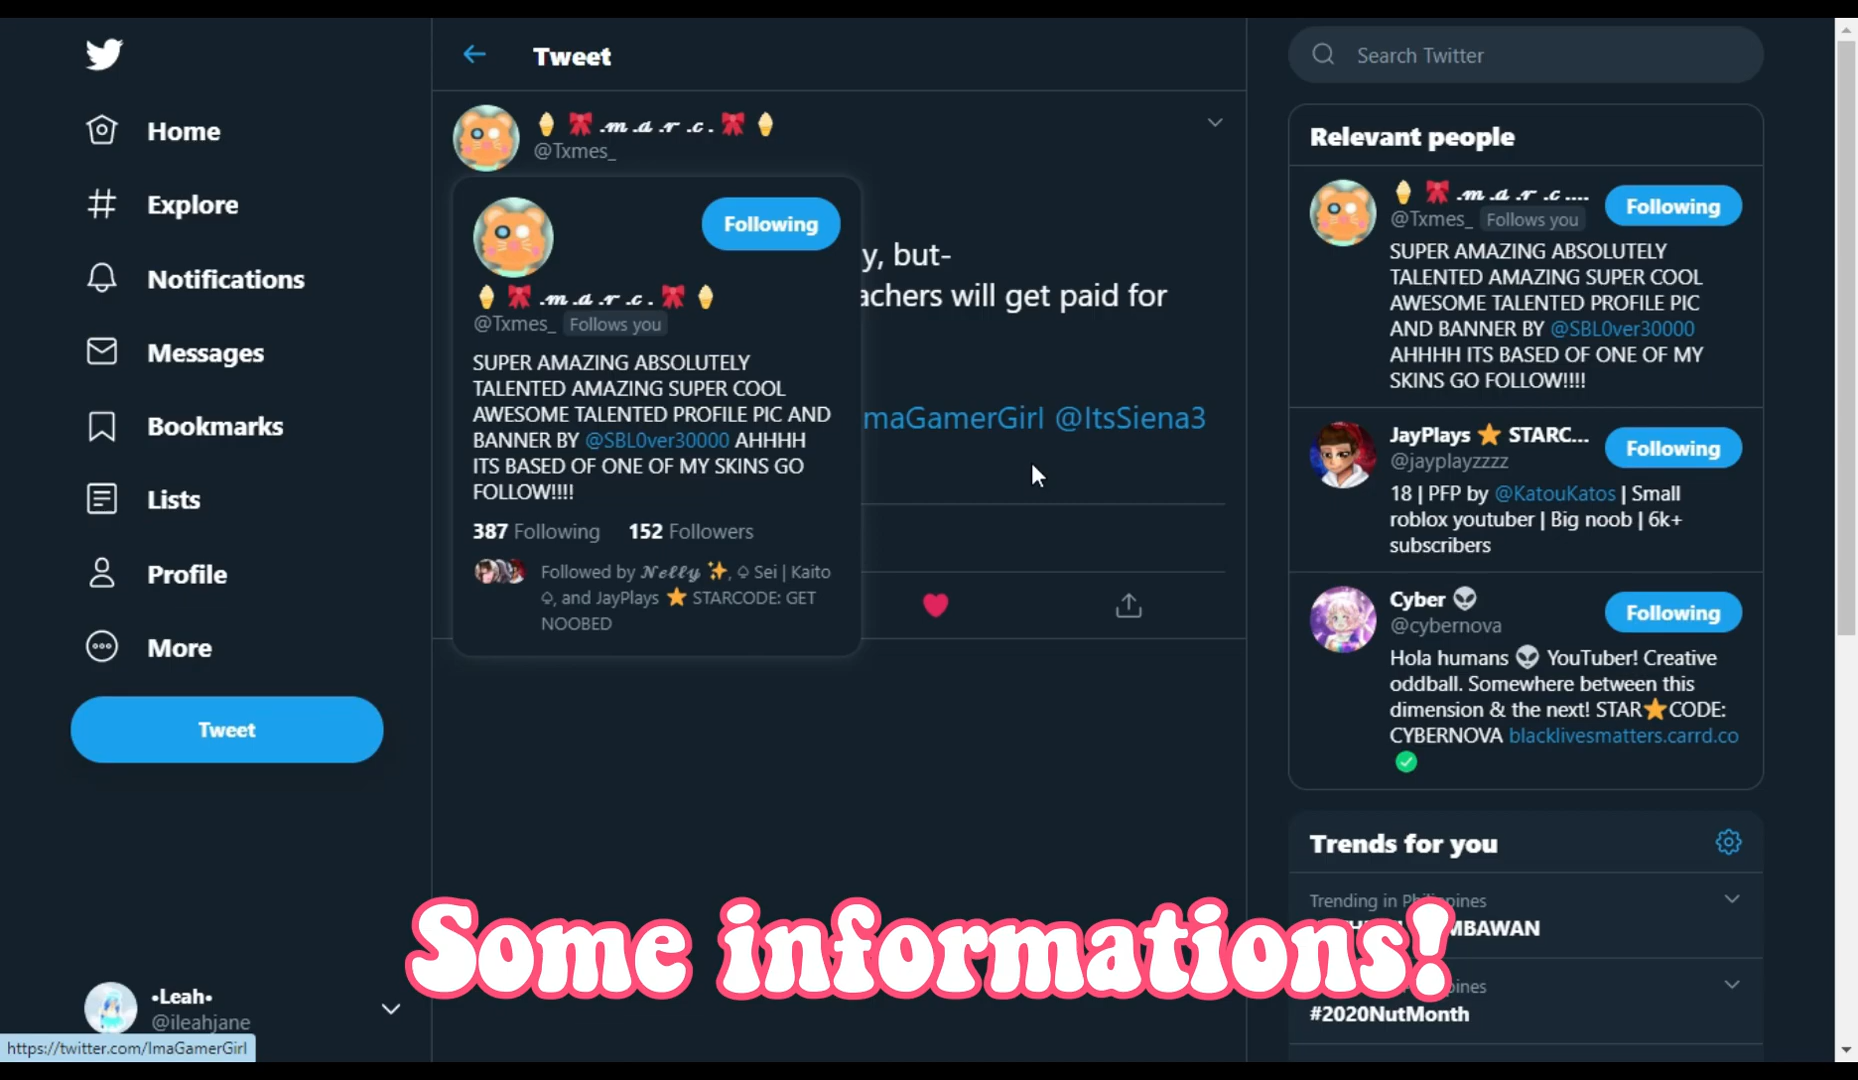 Home
Explore
Notifications
Messages
Bookmarks
Lists
Profile
More
Tweet
•Leah•
@ileahjane
https://twitter.com/ImaGamerGirl
Tweet
🍦 🎀 .𝓶 .𝓪 .𝓻 .𝓬 . 🎀 🍦
@Txmes_
y, but-
achers will get paid for
maGamerGirl @ItsSiena3
Following
🍦 🎀 .𝓶 .𝓪 .𝓻 .𝓬 . 🎀 🍦
@Txmes_ Follows you
SUPER AMAZING ABSOLUTELY
TALENTED AMAZING SUPER COOL
AWESOME TALENTED PROFILE PIC AND
BANNER BY @SBL0ver30000 AHHHH
ITS BASED OF ONE OF MY SKINS GO
FOLLOW!!!!
387 Following 152 Followers
Followed by 𝓝𝓮𝓵𝓵𝔂 ✨, ♤ Sei | Kaito
♤, and JayPlays ⭐ STARCODE: GET
NOOBED
Search Twitter
Relevant people
🍦 🎀 .𝓶 .𝓪 .𝓻 .𝓬 ....
@Txmes_ Follows you
Following
SUPER AMAZING ABSOLUTELY
TALENTED AMAZING SUPER COOL
AWESOME TALENTED PROFILE PIC
AND BANNER BY @SBL0ver30000
AHHHH ITS BASED OF ONE OF MY
SKINS GO FOLLOW!!!!
JayPlays ⭐ STARC...
@jayplayzzzz
Following
18 | PFP by @KatouKatos | Small
roblox youtuber | Big noob | 6k+
subscribers
Cyber 👽
@cybernova
Following
Hola humans 👽 YouTuber! Creative
oddball. Somewhere between this
dimension & the next! STAR⭐CODE:
CYBERNOVA blacklivesmatters.carrd.co
✅
Trends for you
Trending in Philippines
MBAWAN
pines
#2020NutMonth
Some informations!